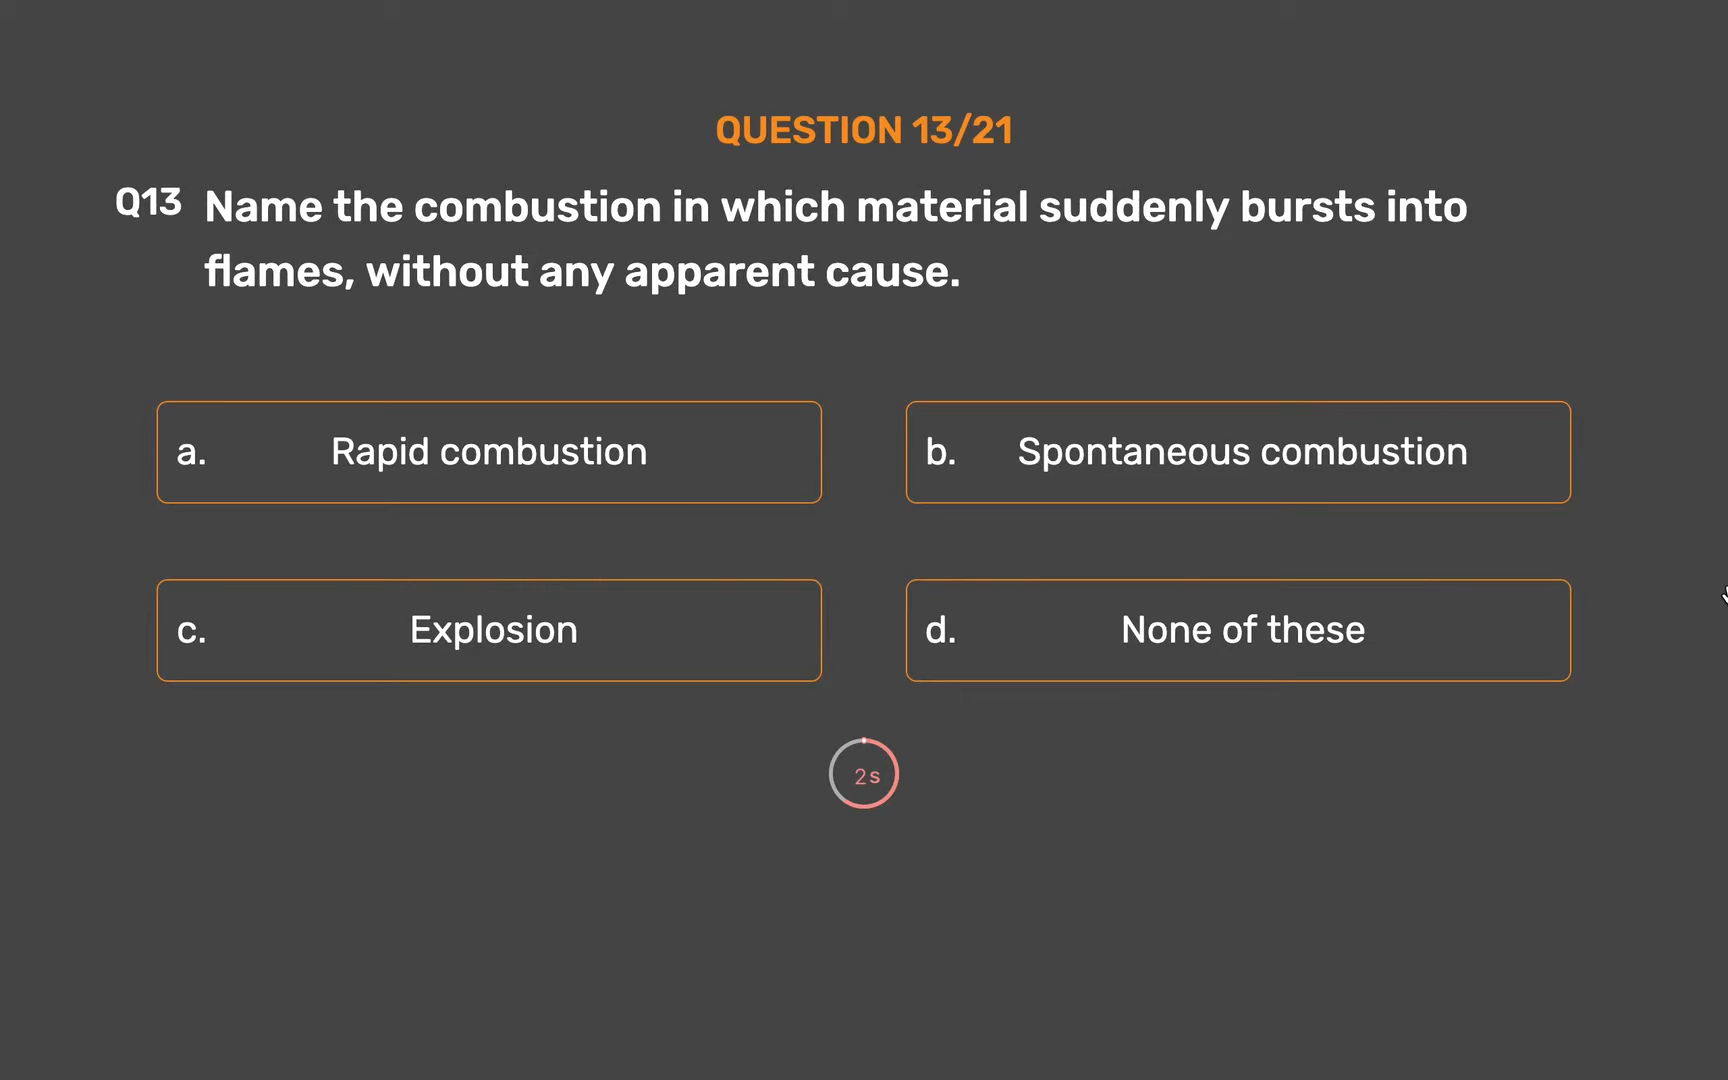 QUESTION 13/21
Q13 Name the combustion in which material suddenly bursts into
flames, without any apparent cause.
a. Rapid combustion
b. Spontaneous combustion
c. Explosion
d. None of these
2s